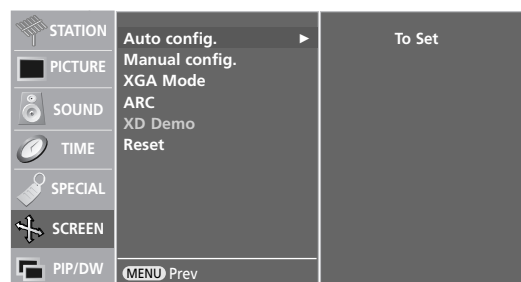 STATION
PICTURE
SOUND
TIME
SPECIAL
SCREEN
PIP/DW
Auto config. ►
Manual config.
XGA Mode
ARC
XD Demo
Reset
MENU Prev
To Set